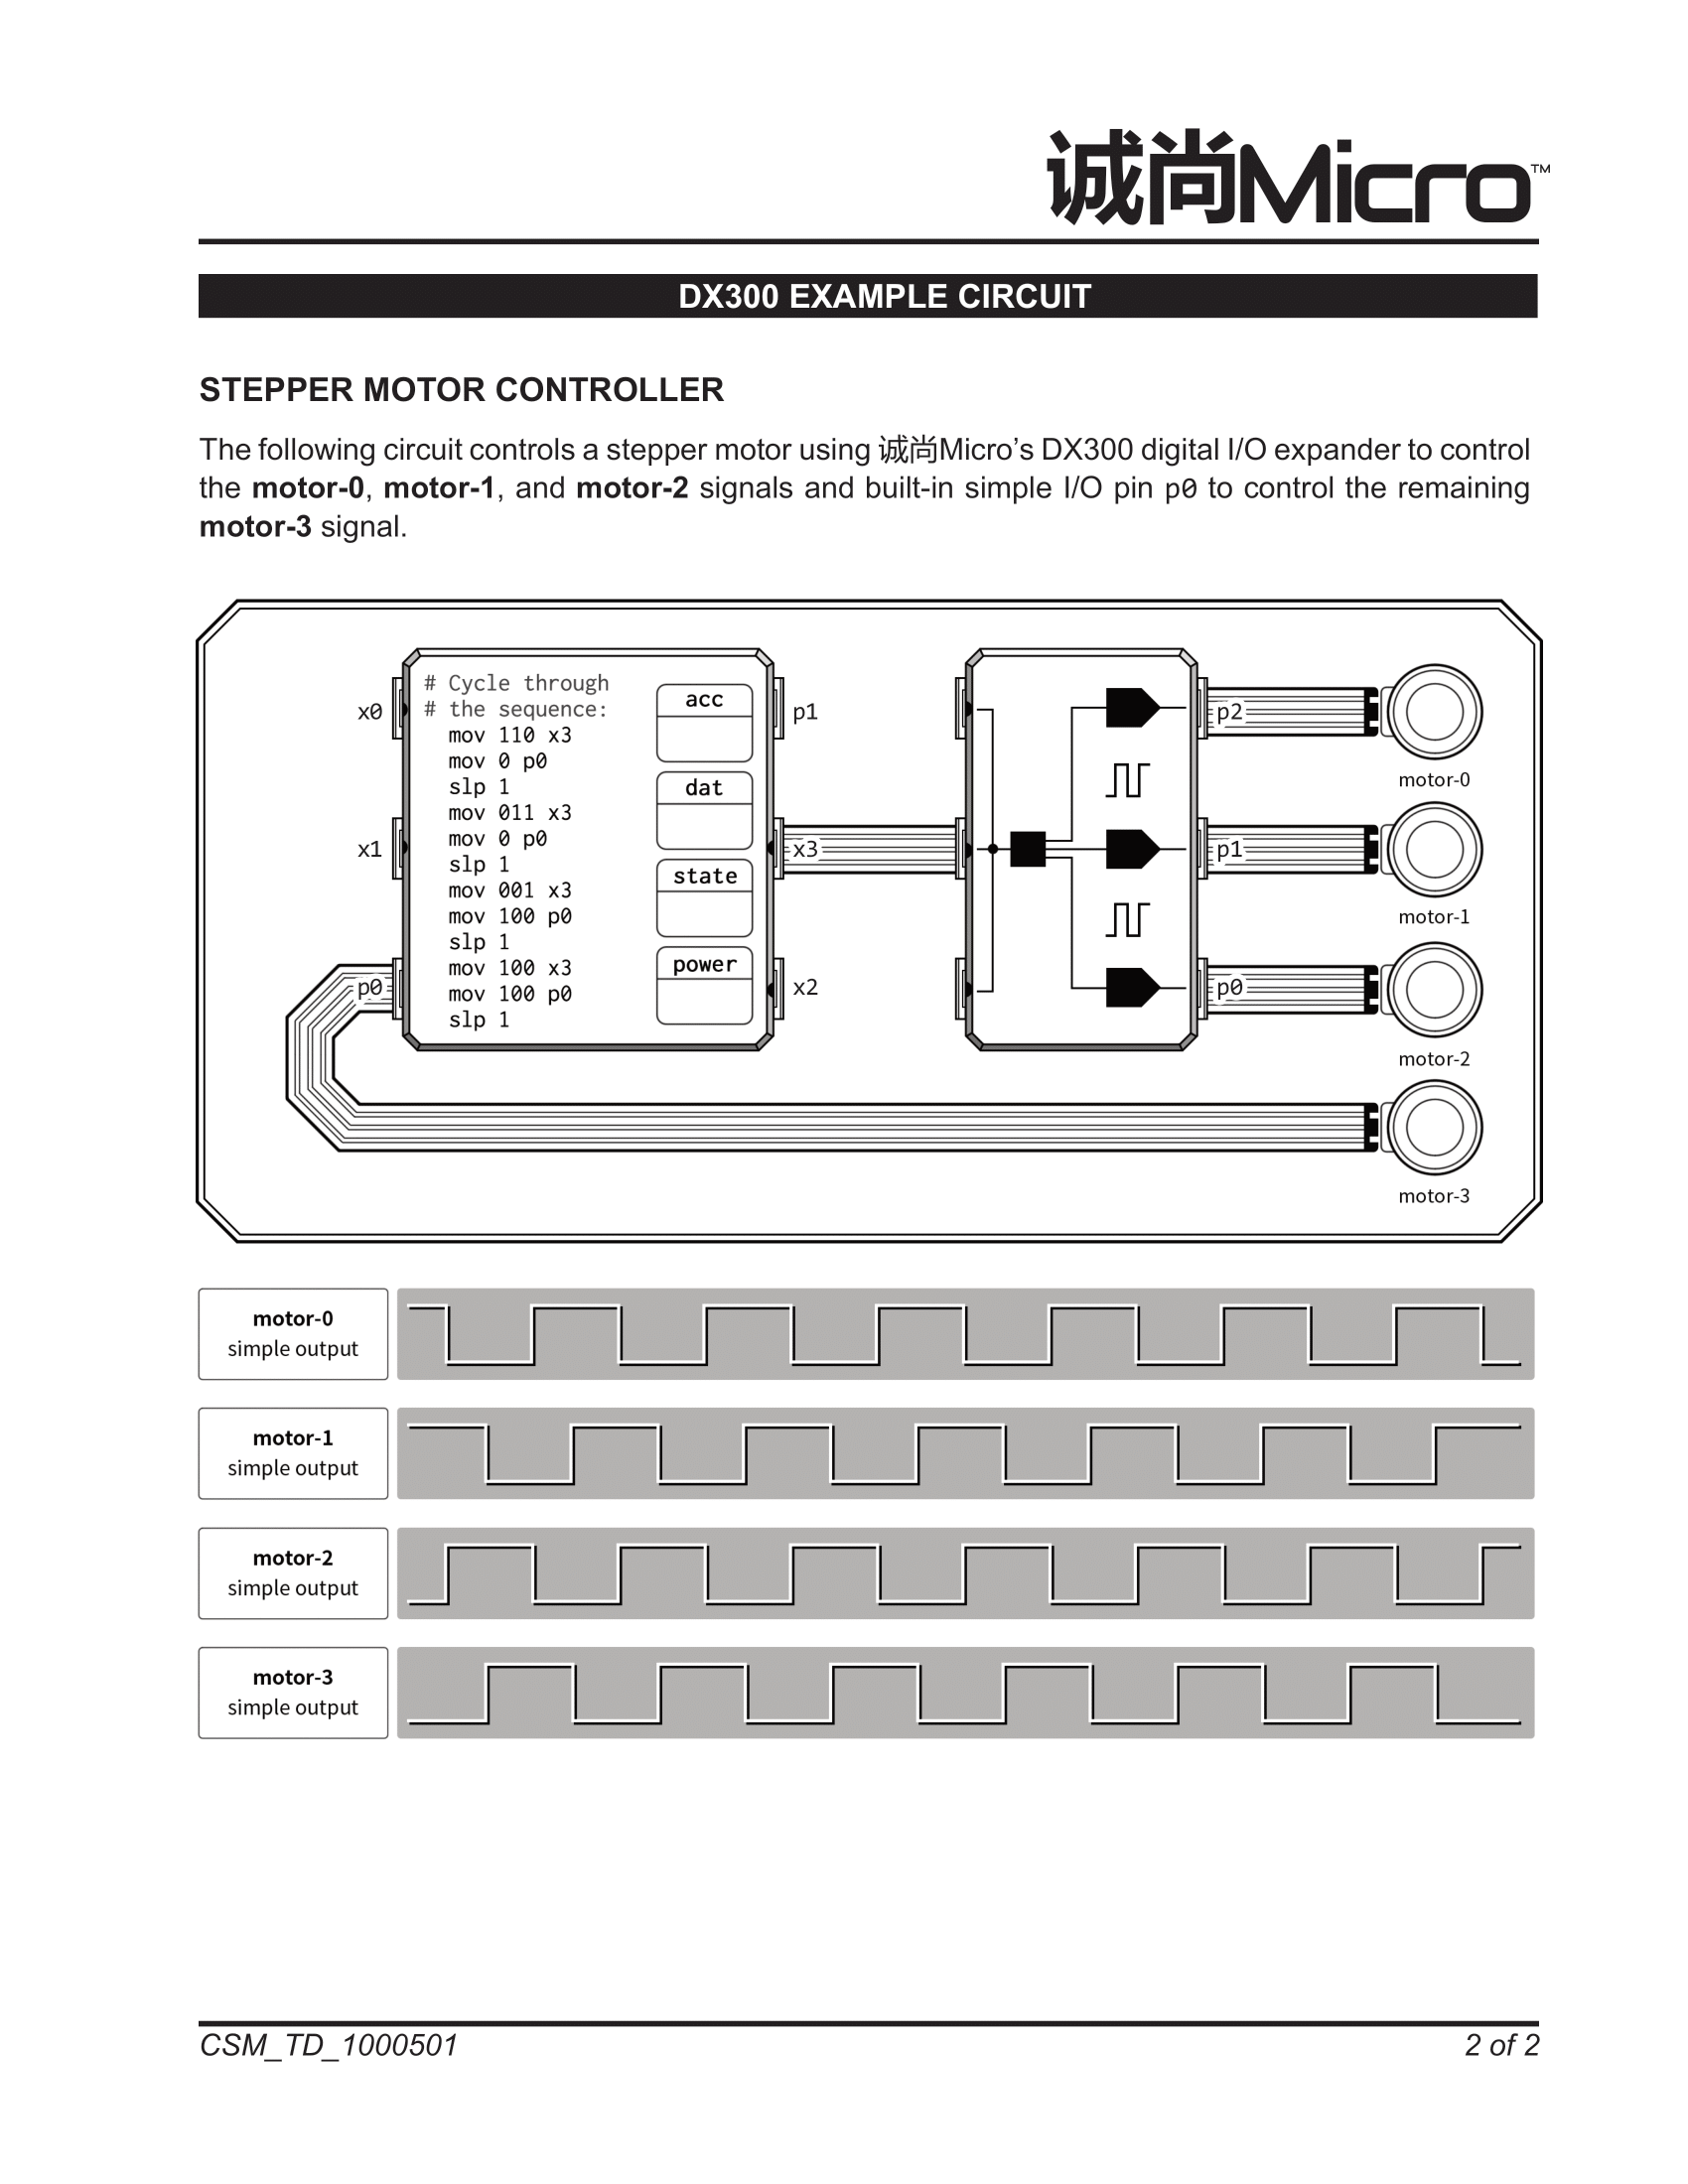 诚尚Micro™
DX300 EXAMPLE CIRCUIT
STEPPER MOTOR CONTROLLER
The following circuit controls a stepper motor using 诚尚Micro’s DX300 digital I/O expander to control
the motor-0, motor-1, and motor-2 signals and built-in simple I/O pin p0 to control the remaining
motor-3 signal.
x0
x1
p0
# Cycle through
# the sequence:
mov 110 x3
mov 0 p0
slp 1
mov 011 x3
mov 0 p0
slp 1
mov 001 x3
mov 100 p0
slp 1
mov 100 x3
mov 100 p0
slp 1
acc
dat
state
power
p1
x3
x2
p2
p1
p0
motor-0
motor-1
motor-2
motor-3
motor-0
simple output
motor-1
simple output
motor-2
simple output
motor-3
simple output
CSM_TD_1000501
2 of 2